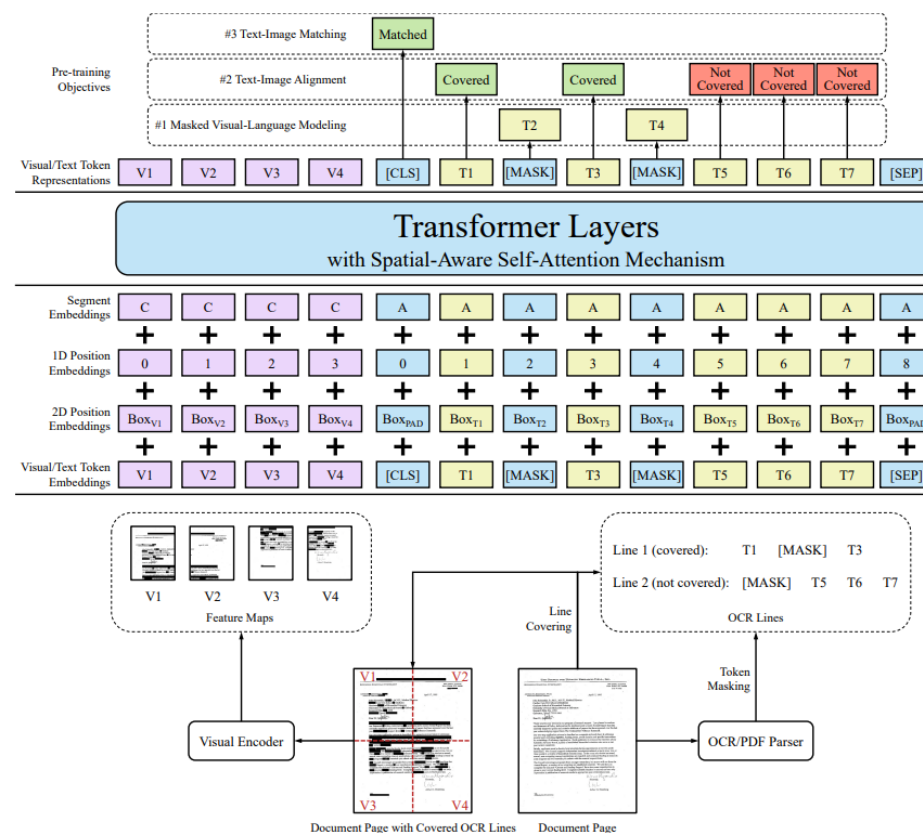 #3 Text-Image Matching
Matched
Pre-training
Objectives
#2 Text-Image Alignment
Covered
Covered
Not
Covered
Not
Covered
Not
Covered
#1 Masked Visual-Language Modeling
T2
T4
Visual/Text Token
Representations
V1 V2 V3 V4 [CLS] T1 [MASK] T3 [MASK] T5 T6 T7 [SEP]
Transformer Layers
with Spatial-Aware Self-Attention Mechanism
Segment
Embeddings
C C C C A A A A A A A A A
+ + + + + + + + + + + + +
1D Position
Embeddings
0 1 2 3 0 1 2 3 4 5 6 7 8
+ + + + + + + + + + + + +
2D Position
Embeddings
BoxV1 BoxV2 BoxV3 BoxV4 BoxPAD BoxT1 BoxT2 BoxT3 BoxT4 BoxT5 BoxT6 BoxT7 BoxPAD
+ + + + + + + + + + + + +
Visual/Text Token
Embeddings
V1 V2 V3 V4 [CLS] T1 [MASK] T3 [MASK] T5 T6 T7 [SEP]
V1 V2 V3 V4
Feature Maps
Line 1 (covered): T1 [MASK] T3
Line 2 (not covered): [MASK] T5 T6 T7
OCR Lines
Line
Covering
Token
Masking
Visual Encoder
V1 V2
V3 V4
OCR/PDF Parser
Document Page with Covered OCR Lines
Document Page